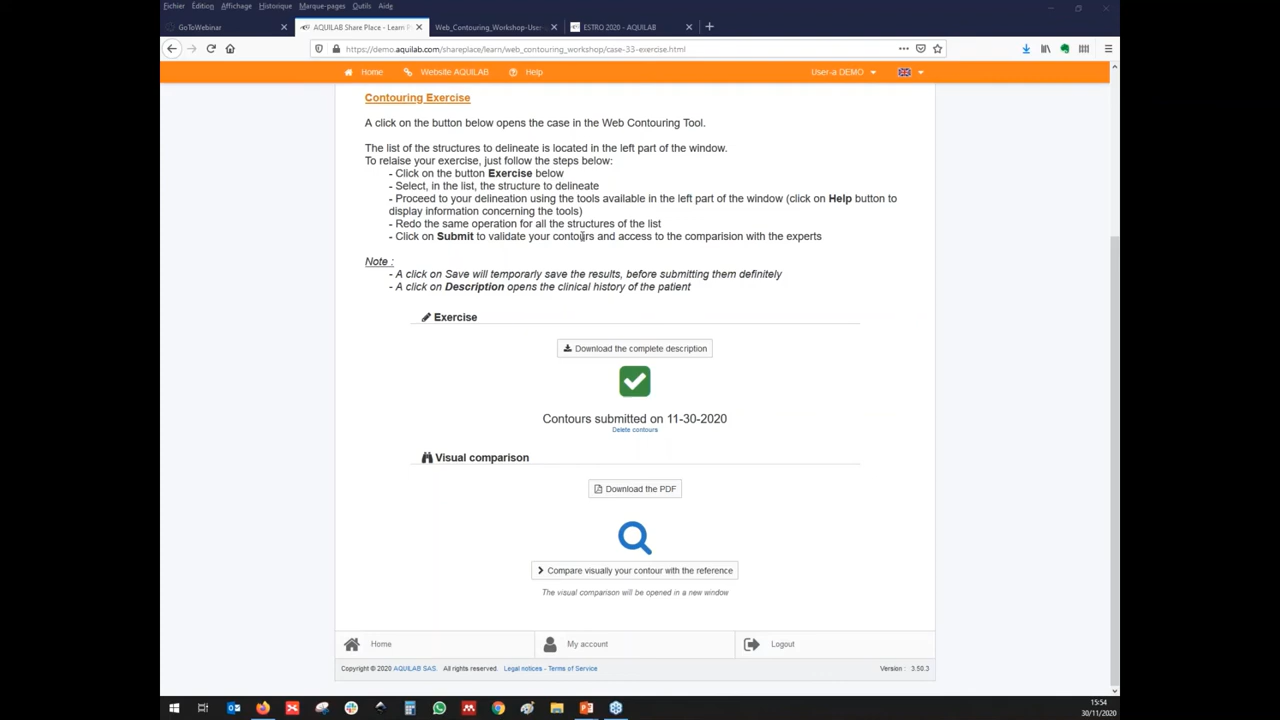 Fichier Édition Affichage Historique Marque-pages Outils Aide
GoToWebinar
AQUILAB Share Place - Learn P
Web_Contouring_Workshop-User
ESTRO 2020 - AQUILAB
https://demo.aquilab.com/shareplace/learn/web_contouring_workshop/case-33-exercise.html
Home Website AQUILAB Help User-a DEMO
Contouring Exercise
A click on the button below opens the case in the Web Contouring Tool.
The list of the structures to delineate is located in the left part of the window.
To relaise your exercise, just follow the steps below:
- Click on the button Exercise below
- Select, in the list, the structure to delineate
- Proceed to your delineation using the tools available in the left part of the window (click on Help button to
display information concerning the tools)
- Redo the same operation for all the structures of the list
- Click on Submit to validate your contours and access to the comparision with the experts
Note :
- A click on Save will temporarly save the results, before submitting them definitely
- A click on Description opens the clinical history of the patient
Exercise
Download the complete description
Contours submitted on 11-30-2020
Delete contours
Visual comparison
Download the PDF
Compare visually your contour with the reference
The visual comparison will be opened in a new window
Home My account Logout
Copyright © 2020 AQUILAB SAS. All rights reserved. Legal notices - Terms of Service Version : 3.50.3
15:54
30/11/2020